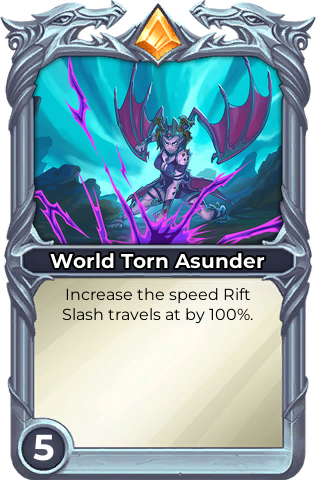 World Torn Asunder
Increase the speed Rift
Slash travels at by 100%.
5